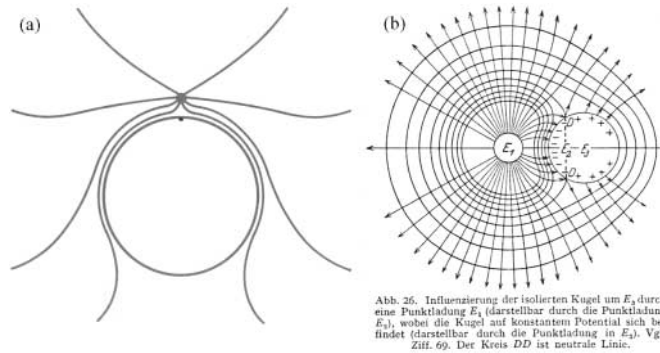 (a)
(b)
D
E₁
E₂ E₃
D
Abb. 26. Influenzierung der isolierten Kugel um E₃ durc
eine Punktladung E₁ (darstellbar durch die Punktladun
E₂), wobei die Kugel auf konstantem Potential sich be
findet (darstellbar durch die Punktladung in E₃). Vg
Ziff. 69. Der Kreis DD ist neutrale Linie.